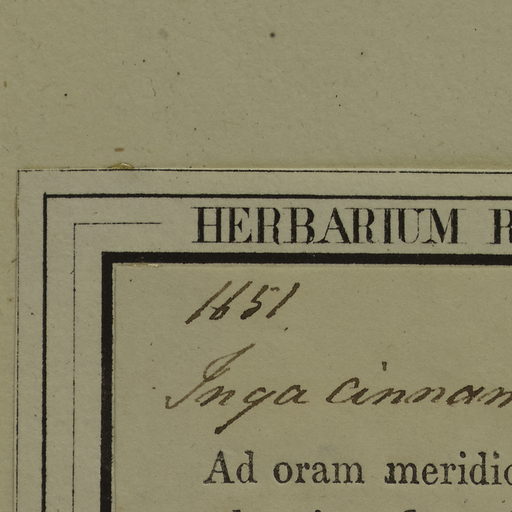 HERBARIUM R
1651
Inga cinnam
Ad oram meridio